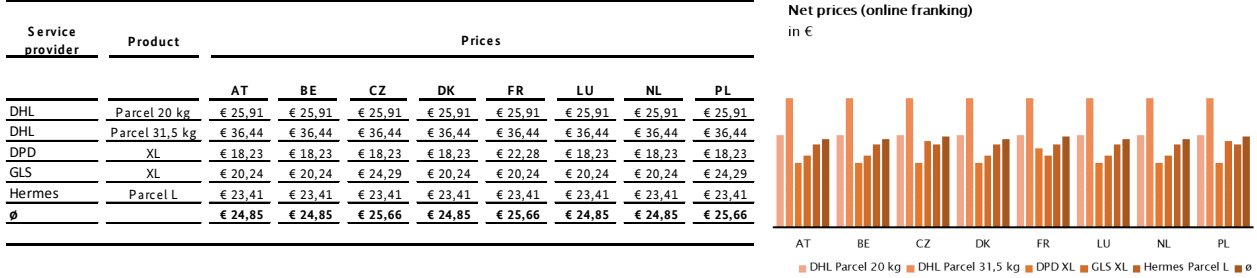 Service provider Product Prices
AT BE CZ DK FR LU NL PL
DHL Parcel 20 kg € 25,91 € 25,91 € 25,91 € 25,91 € 25,91 € 25,91 € 25,91 € 25,91
DHL Parcel 31,5 kg € 36,44 € 36,44 € 36,44 € 36,44 € 36,44 € 36,44 € 36,44 € 36,44
DPD XL € 18,23 € 18,23 € 18,23 € 18,23 € 22,28 € 18,23 € 18,23 € 18,23
GLS XL € 20,24 € 20,24 € 24,29 € 20,24 € 20,24 € 20,24 € 20,24 € 24,29
Hermes Parcel L € 23,41 € 23,41 € 23,41 € 23,41 € 23,41 € 23,41 € 23,41 € 23,41
ø € 24,85 € 24,85 € 25,66 € 24,85 € 25,66 € 24,85 € 24,85 € 25,66
Net prices (online franking)
in €
AT BE CZ DK FR LU NL PL
DHL Parcel 20 kg DHL Parcel 31,5 kg DPD XL GLS XL Hermes Parcel L ø